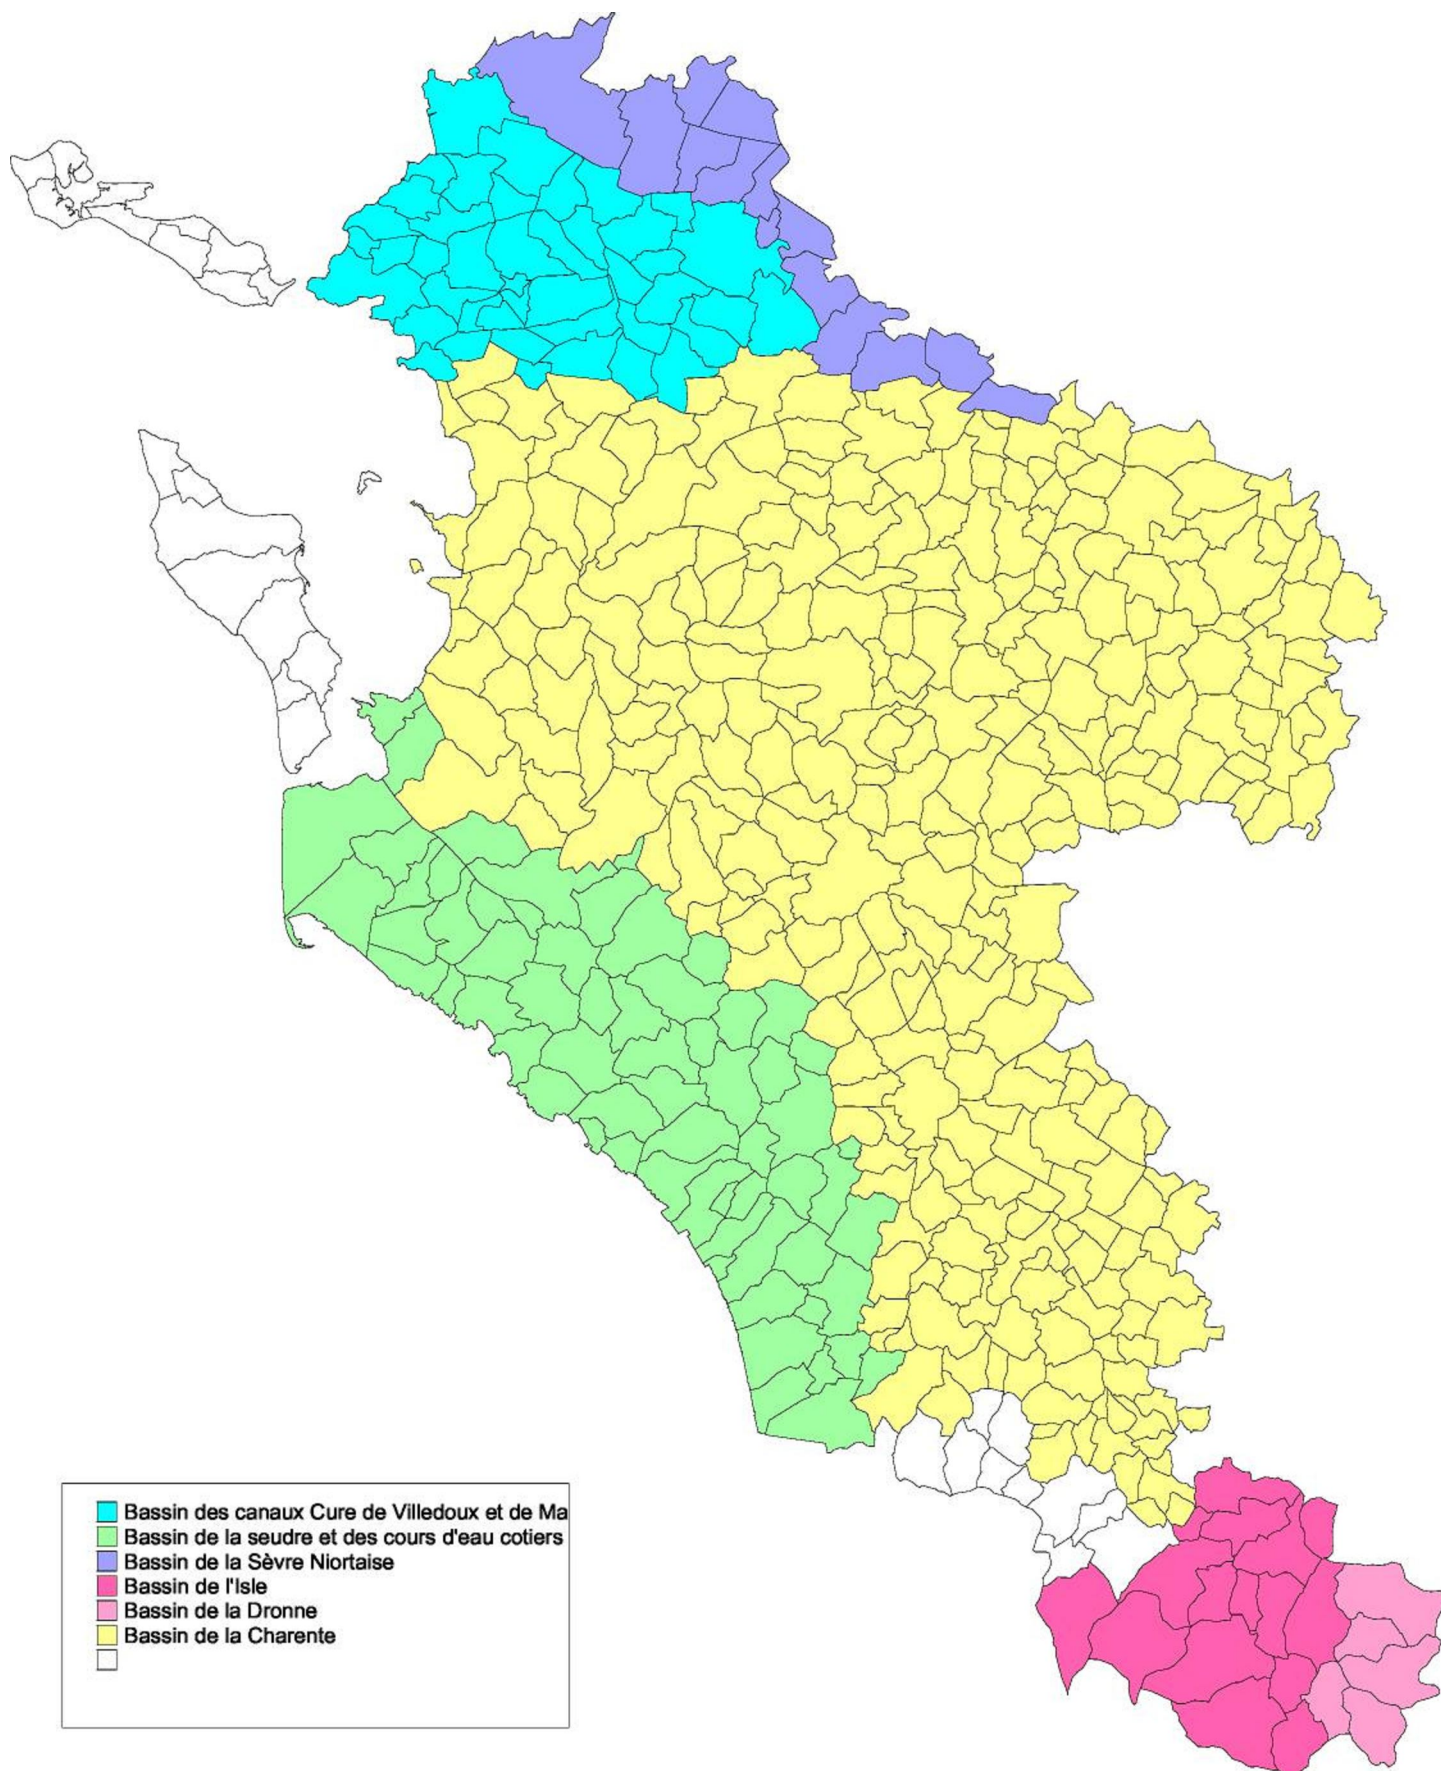 Bassin des canaux Cure de Villedoux et de Ma
Bassin de la seudre et des cours d'eau cotiers
Bassin de la Sèvre Niortaise
Bassin de l'Isle
Bassin de la Dronne
Bassin de la Charente